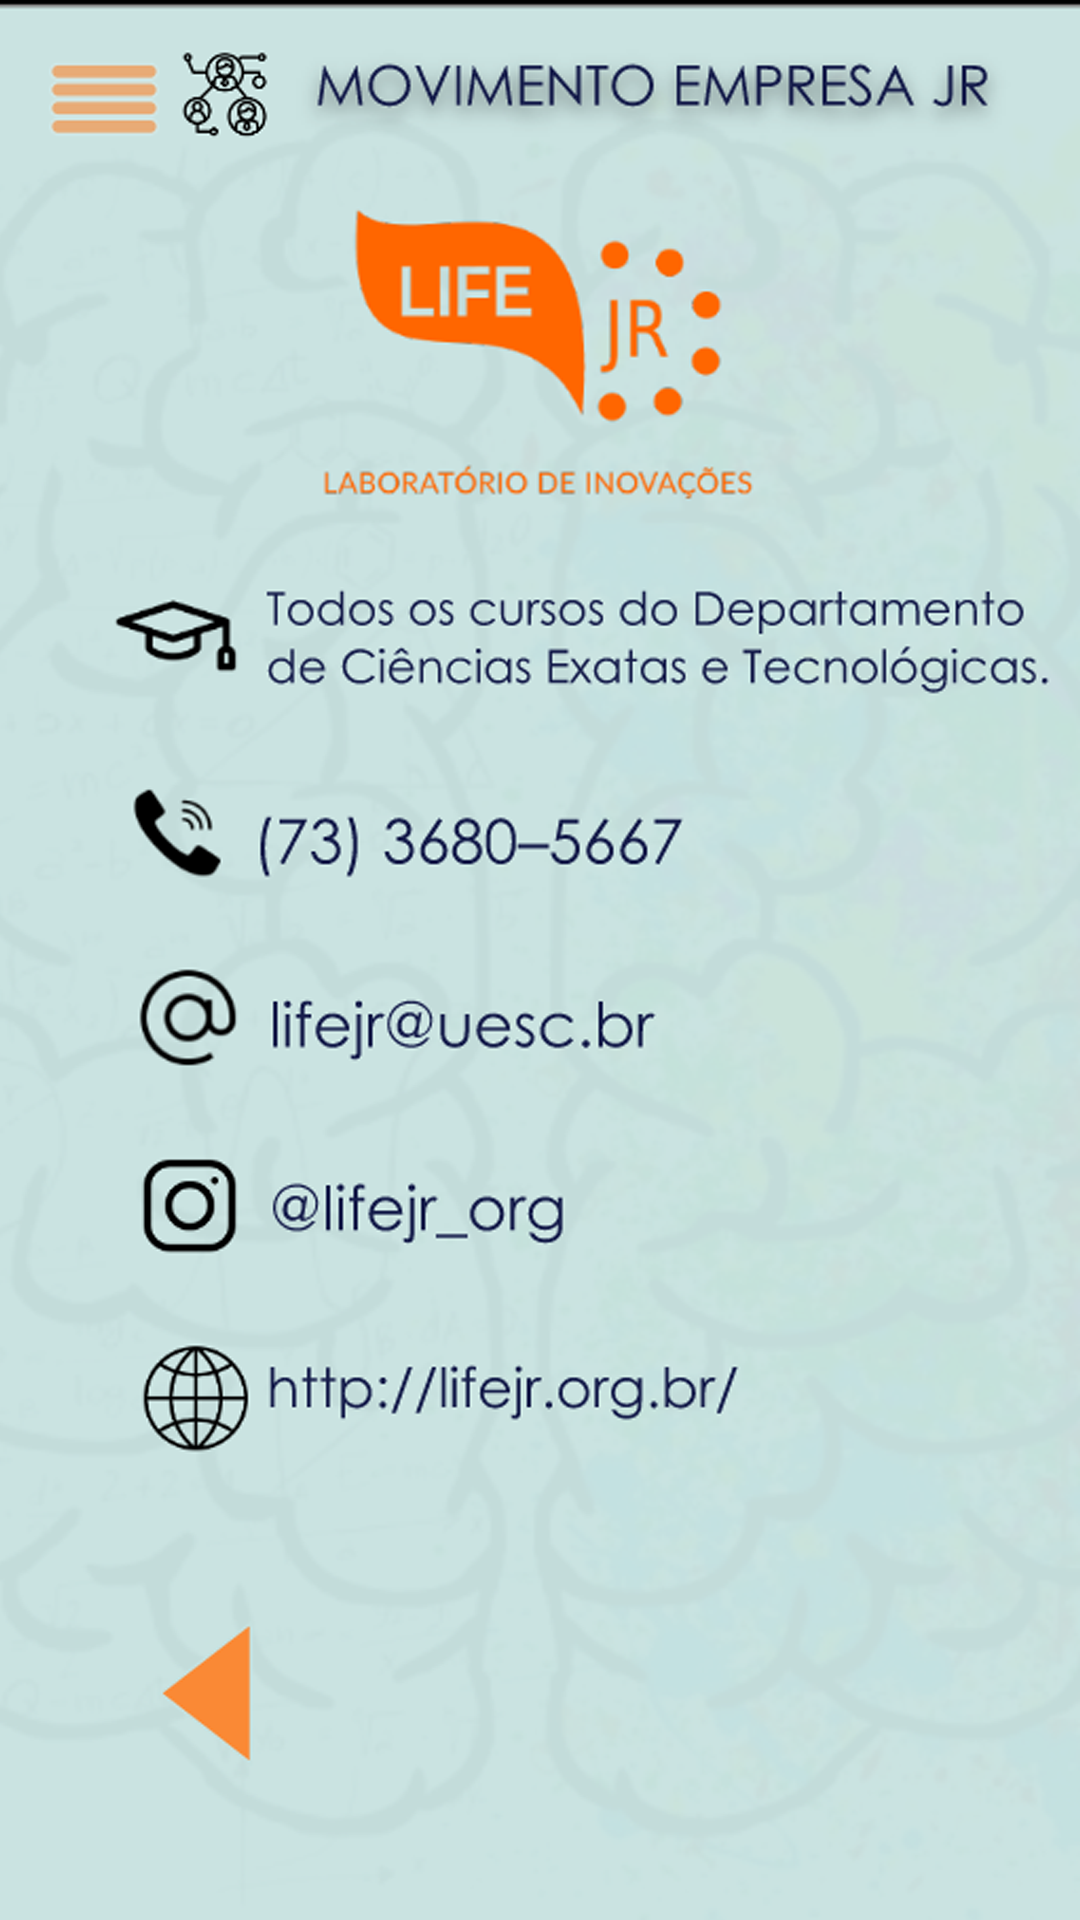 MOVIMENTO EMPRESA JR
LIFE
JR
LABORATÓRIO DE INOVAÇÕES
Todos os cursos do Departamento
de Ciências Exatas e Tecnológicas.
(73) 3680–5667
lifejr@uesc.br
@lifejr_org
http://lifejr.org.br/